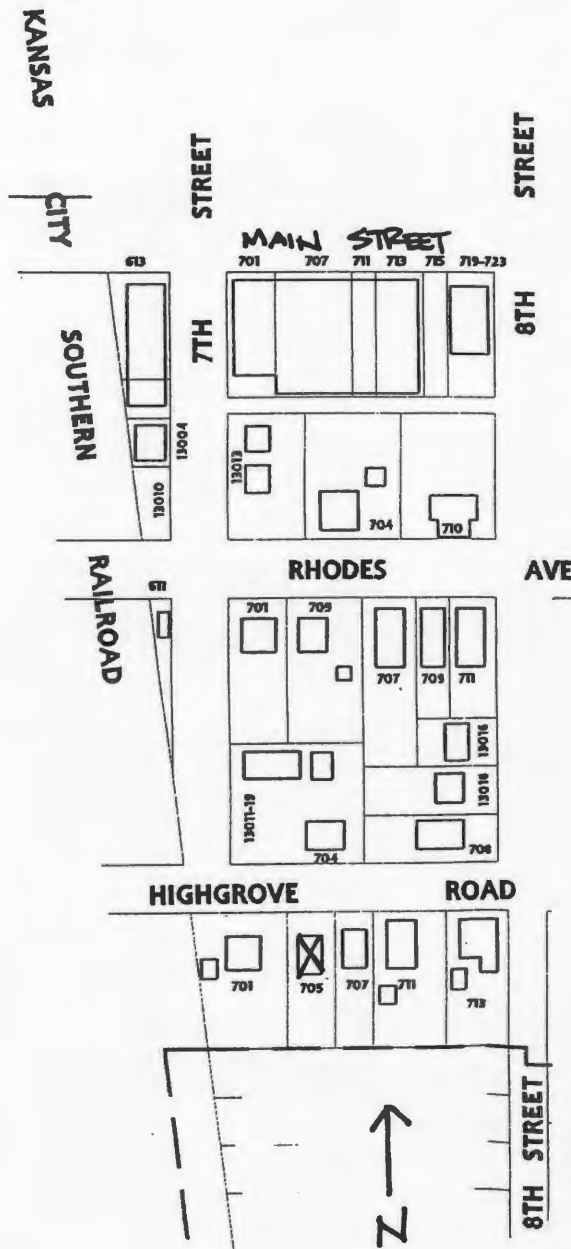 KANSAS
CITY
SOUTHERN
RAILROAD
7TH STREET
8TH STREET
MAIN STREET
613
701 707 711 713 715 719-723
13004
13010
13013
704
710
RHODES AVE
611
701
705
707
709
711
13016
13016
13011-19
704
708
HIGHGROVE ROAD
701
705
707
711
713
8TH STREET
N